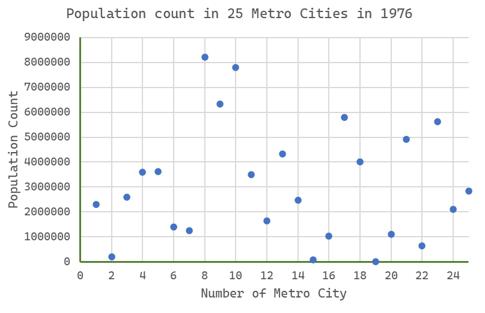 Population count in 25 Metro Cities in 1976
Population Count
9000000
8000000
7000000
6000000
5000000
4000000
3000000
2000000
1000000
0
0 2 4 6 8 10 12 14 16 18 20 22 24
Number of Metro City